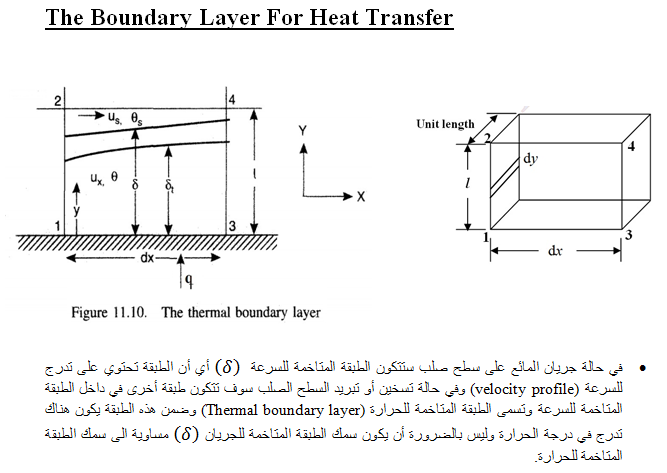 The Boundary Layer For Heat Transfer
2
4
us, θs
ux, θ
δ
δt
l
y
1
3
dx
q
Y
X
Unit length
2
4
dy
l
1
3
dx
Figure 11.10. The thermal boundary layer
• في حالة جريان المائع على سطح صلب ستتكون الطبقة المتاخمة للسرعة (δ) أي أن الطبقة تحتوي على تدرج
للسرعة (velocity profile) وفي حالة تسخين أو تبريد السطح الصلب سوف تتكون طبقة أخرى في داخل الطبقة
المتاخمة للسرعة وتسمى الطبقة المتاخمة للحرارة (Thermal boundary layer) وضمن هذه الطبقة يكون هناك
تدرج في درجة الحرارة وليس بالضرورة أن يكون سمك الطبقة المتاخمة للجريان (δ) مساوية الى سمك الطبقة
المتاخمة للحرارة.